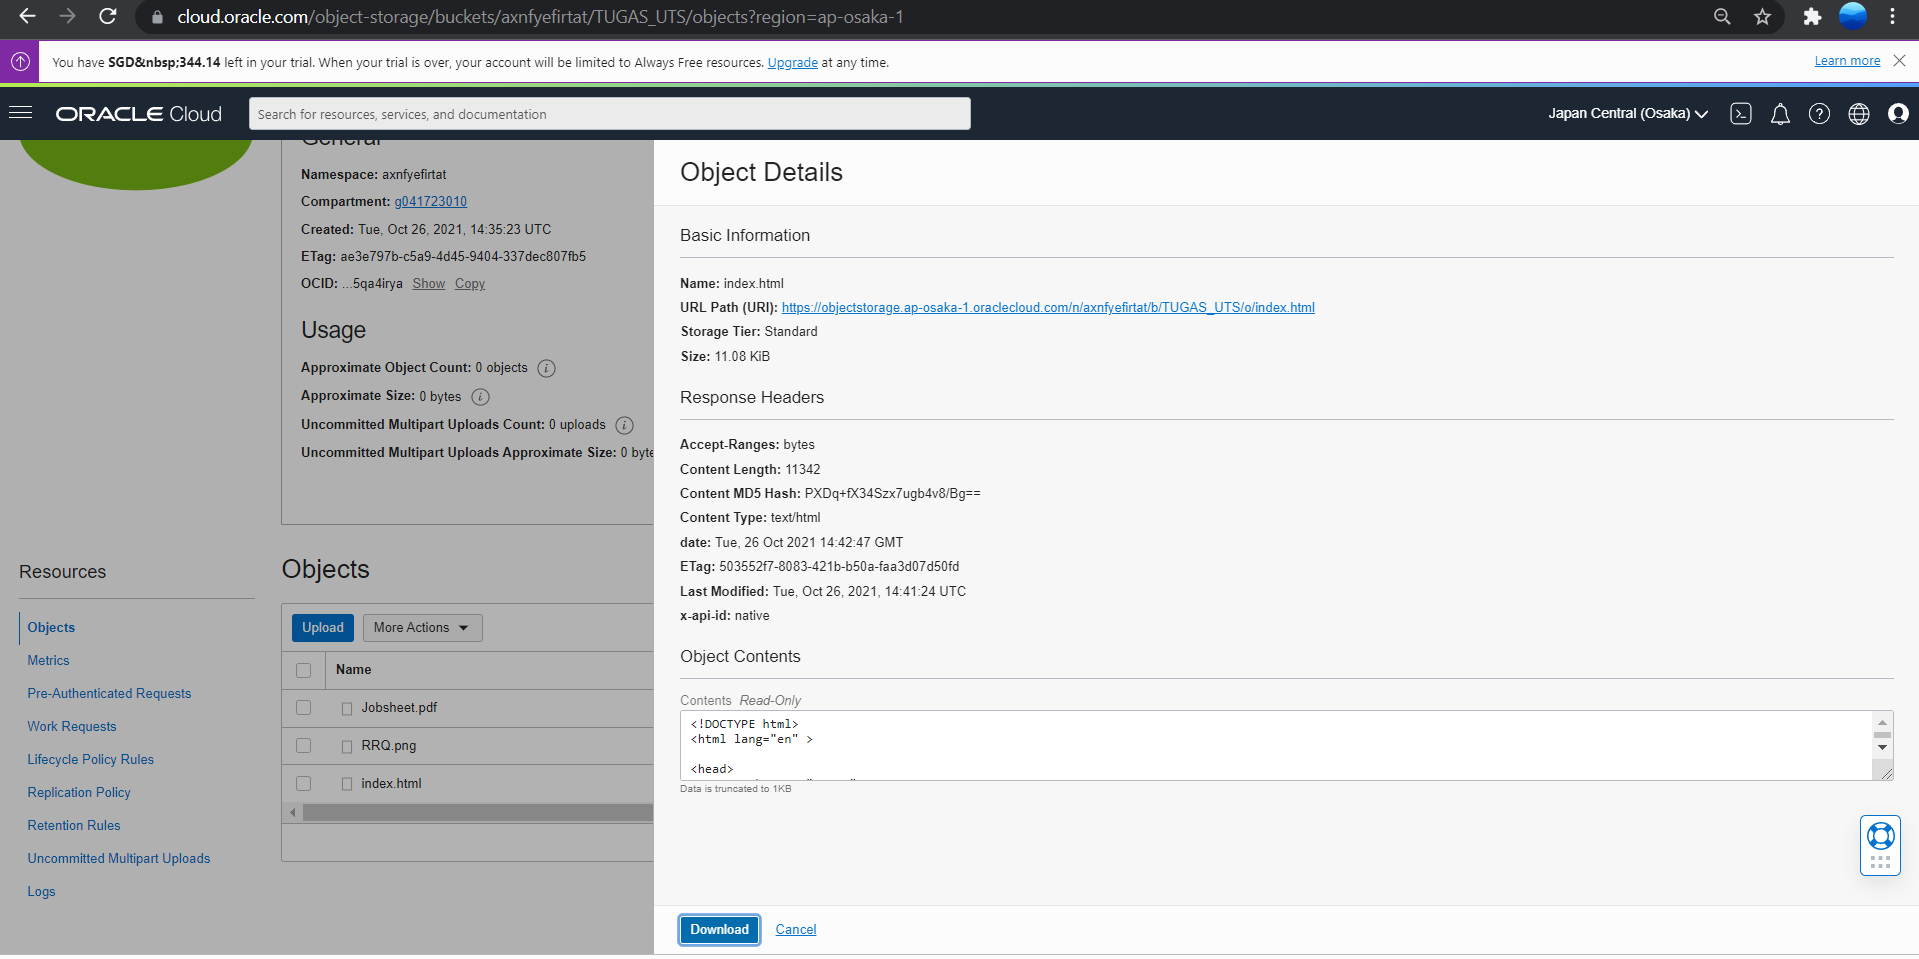 cloud.oracle.com/object-storage/buckets/axnfyefirtat/TUGAS_UTS/objects?region=ap-osaka-1
You have SGD&nbsp;344.14 left in your trial. When your trial is over, your account will be limited to Always Free resources. Upgrade at any time.
Learn more
ORACLE Cloud
Search for resources, services, and documentation
Japan Central (Osaka)
General
Namespace: axnfyefirtat
Compartment: g041723010
Created: Tue, Oct 26, 2021, 14:35:23 UTC
ETag: ae3e797b-c5a9-4d45-9404-337dec807fb5
OCID: ...5qa4irya Show Copy
Usage
Approximate Object Count: 0 objects
Approximate Size: 0 bytes
Uncommitted Multipart Uploads Count: 0 uploads
Uncommitted Multipart Uploads Approximate Size: 0 byte
Resources
Objects
Metrics
Pre-Authenticated Requests
Work Requests
Lifecycle Policy Rules
Replication Policy
Retention Rules
Uncommitted Multipart Uploads
Logs
Objects
Upload
More Actions
Name
Jobsheet.pdf
RRQ.png
index.html
Object Details
Basic Information
Name: index.html
URL Path (URI): https://objectstorage.ap-osaka-1.oraclecloud.com/n/axnfyefirtat/b/TUGAS_UTS/o/index.html
Storage Tier: Standard
Size: 11.08 KiB
Response Headers
Accept-Ranges: bytes
Content Length: 11342
Content MD5 Hash: PXDq+fX34Szx7ugb4v8/Bg==
Content Type: text/html
date: Tue, 26 Oct 2021 14:42:47 GMT
ETag: 503552f7-8083-421b-b50a-faa3d07d50fd
Last Modified: Tue, Oct 26, 2021, 14:41:24 UTC
x-api-id: native
Object Contents
Contents Read-Only
<!DOCTYPE html>
<html lang="en" >
<head>
Data is truncated to 1KB
Download
Cancel